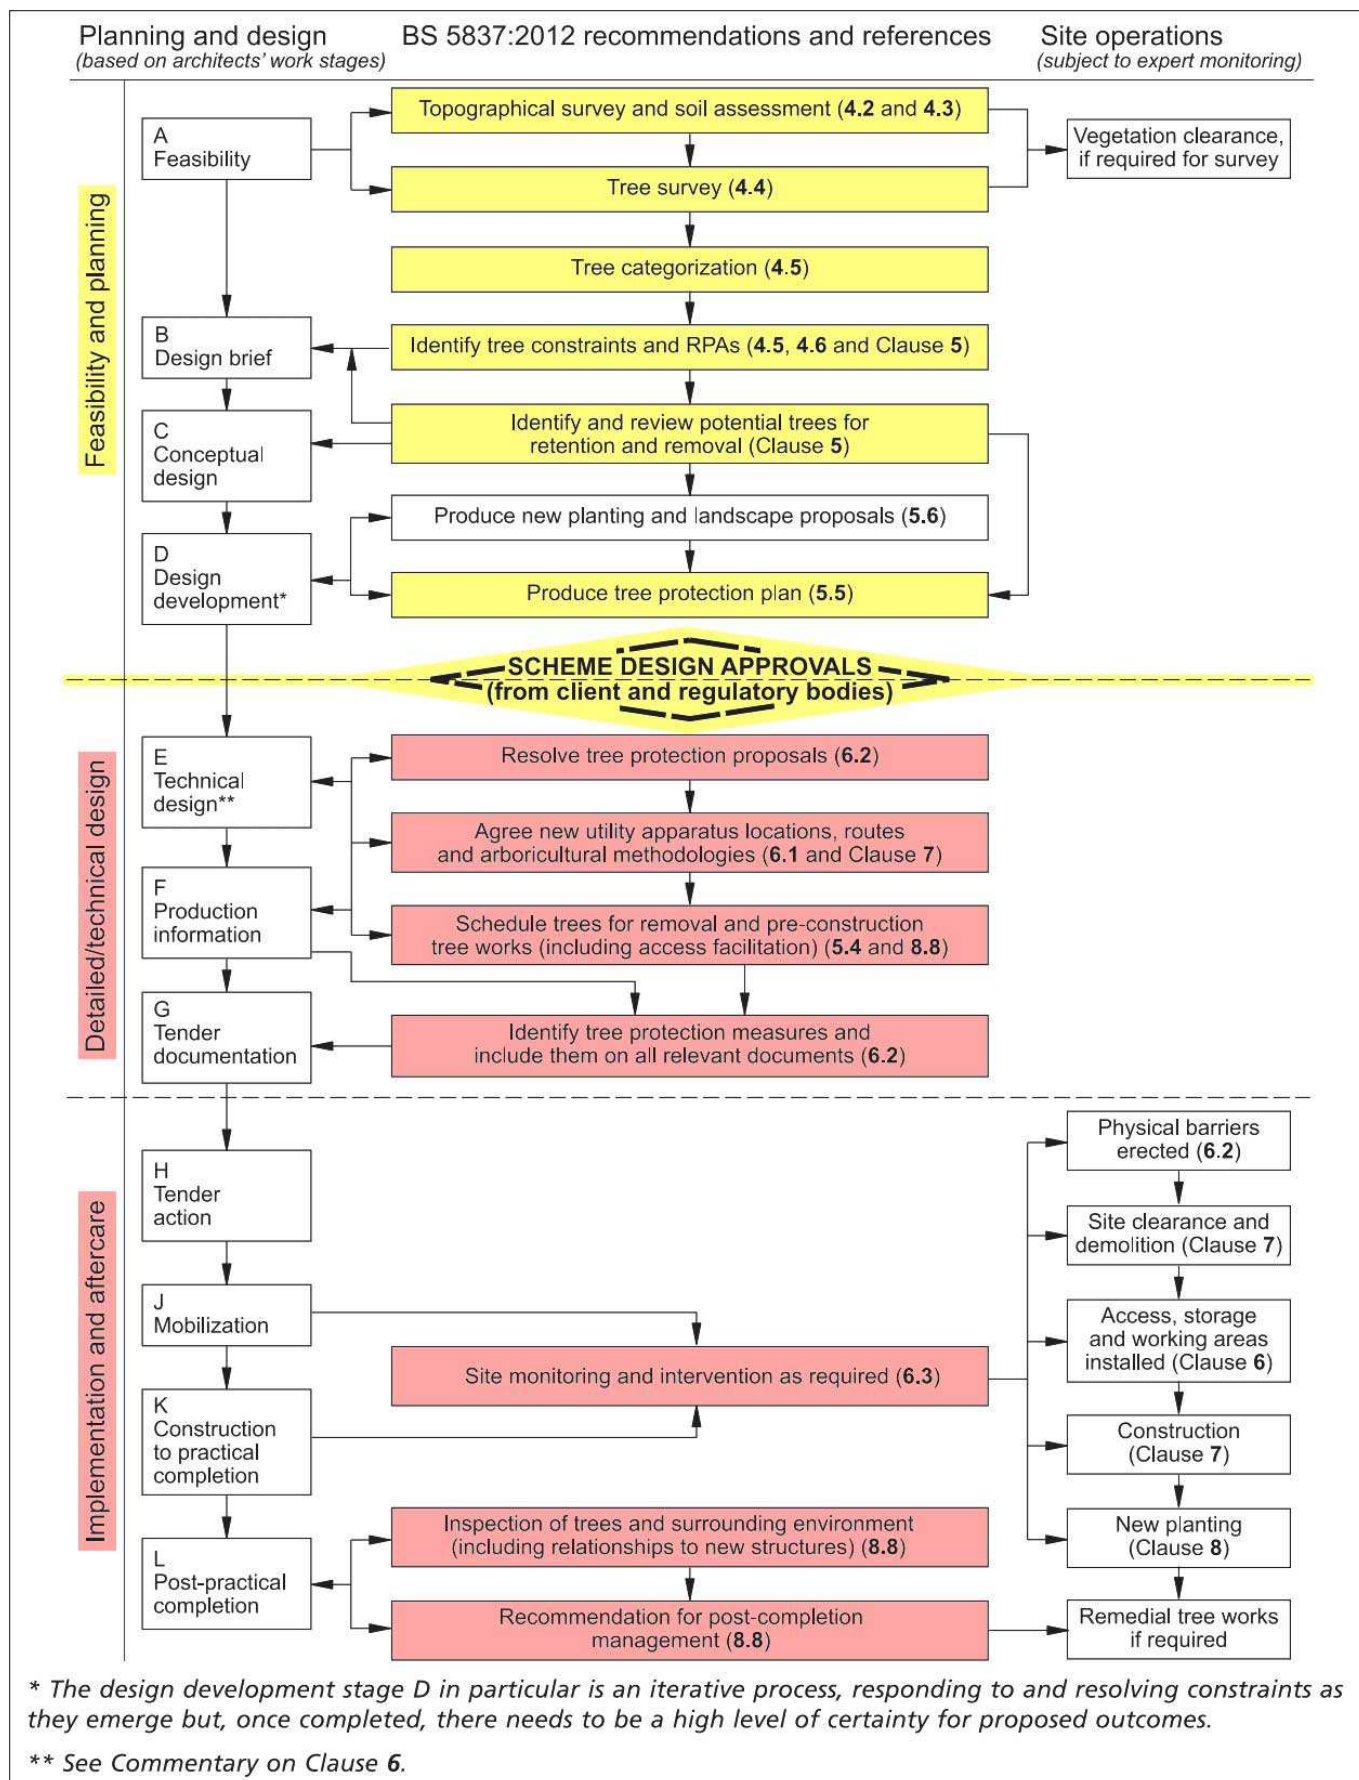 Planning and design
(based on architects' work stages)
BS 5837:2012 recommendations and references
Site operations
(subject to expert monitoring)
Feasibility and planning
A
Feasibility
Topographical survey and soil assessment (4.2 and 4.3)
Vegetation clearance,
if required for survey
Tree survey (4.4)
Tree categorization (4.5)
B
Design brief
Identify tree constraints and RPAs (4.5, 4.6 and Clause 5)
C
Conceptual
design
Identify and review potential trees for
retention and removal (Clause 5)
Produce new planting and landscape proposals (5.6)
D
Design
development*
Produce tree protection plan (5.5)
SCHEME DESIGN APPROVALS
(from client and regulatory bodies)
Detailed/technical design
E
Technical
design**
Resolve tree protection proposals (6.2)
Agree new utility apparatus locations, routes
and arboricultural methodologies (6.1 and Clause 7)
F
Production
information
Schedule trees for removal and pre-construction
tree works (including access facilitation) (5.4 and 8.8)
G
Tender
documentation
Identify tree protection measures and
include them on all relevant documents (6.2)
Implementation and aftercare
H
Tender
action
Physical barriers
erected (6.2)
Site clearance and
demolition (Clause 7)
J
Mobilization
Access, storage
and working areas
installed (Clause 6)
Site monitoring and intervention as required (6.3)
K
Construction
to practical
completion
Construction
(Clause 7)
Inspection of trees and surrounding environment
(including relationships to new structures) (8.8)
New planting
(Clause 8)
L
Post-practical
completion
Recommendation for post-completion
management (8.8)
Remedial tree works
if required
* The design development stage D in particular is an iterative process, responding to and resolving constraints as
they emerge but, once completed, there needs to be a high level of certainty for proposed outcomes.
** See Commentary on Clause 6.